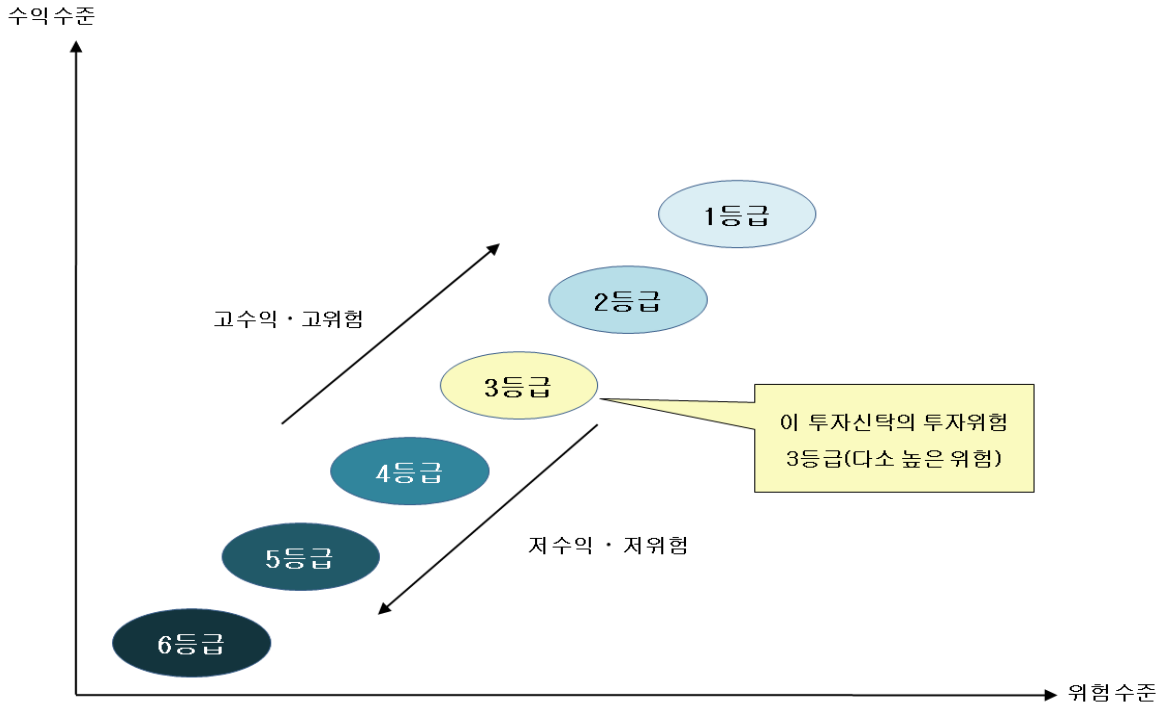 수익수준
1등급
2등급
고수익 · 고위험
3등급
이 투자신탁의 투자위험
3등급(다소 높은 위험)
4등급
저수익 · 저위험
5등급
6등급
위험수준